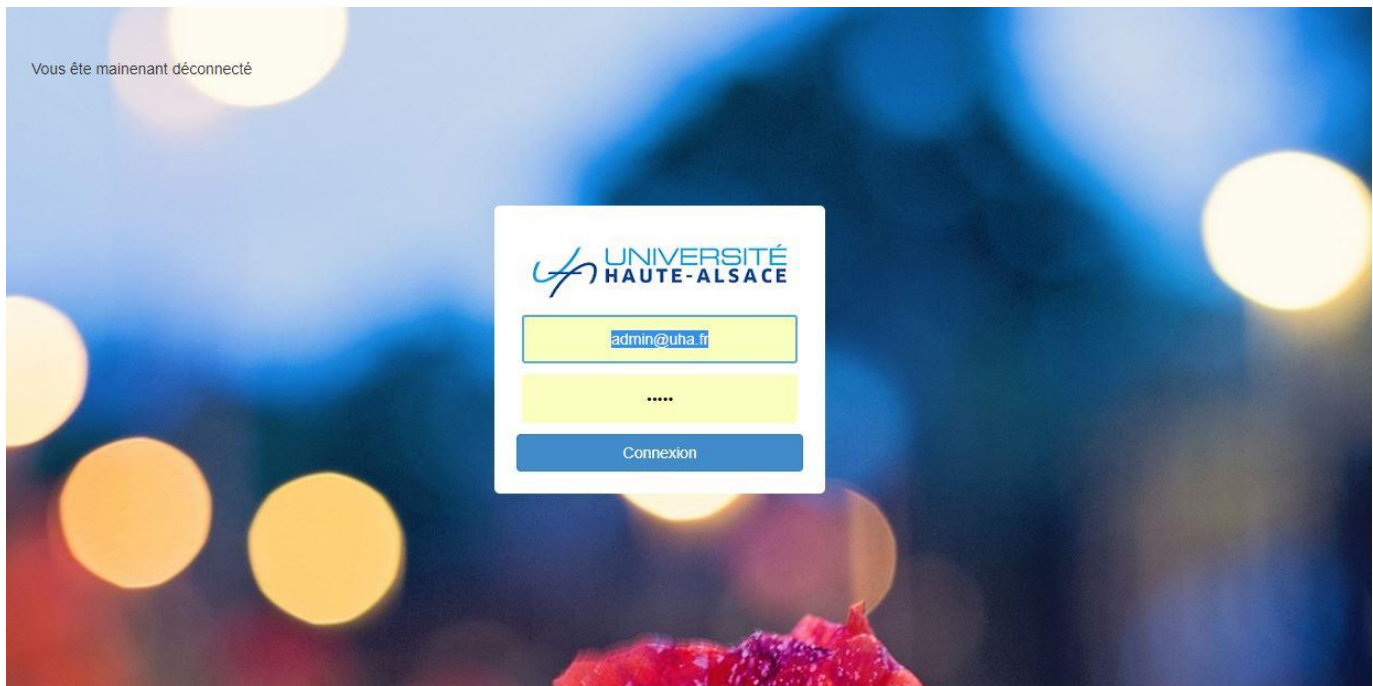 Vous ête mainenant déconnecté
UNIVERSITÉ
HAUTE-ALSACE
admin@uha.fr
•••••
Connexion